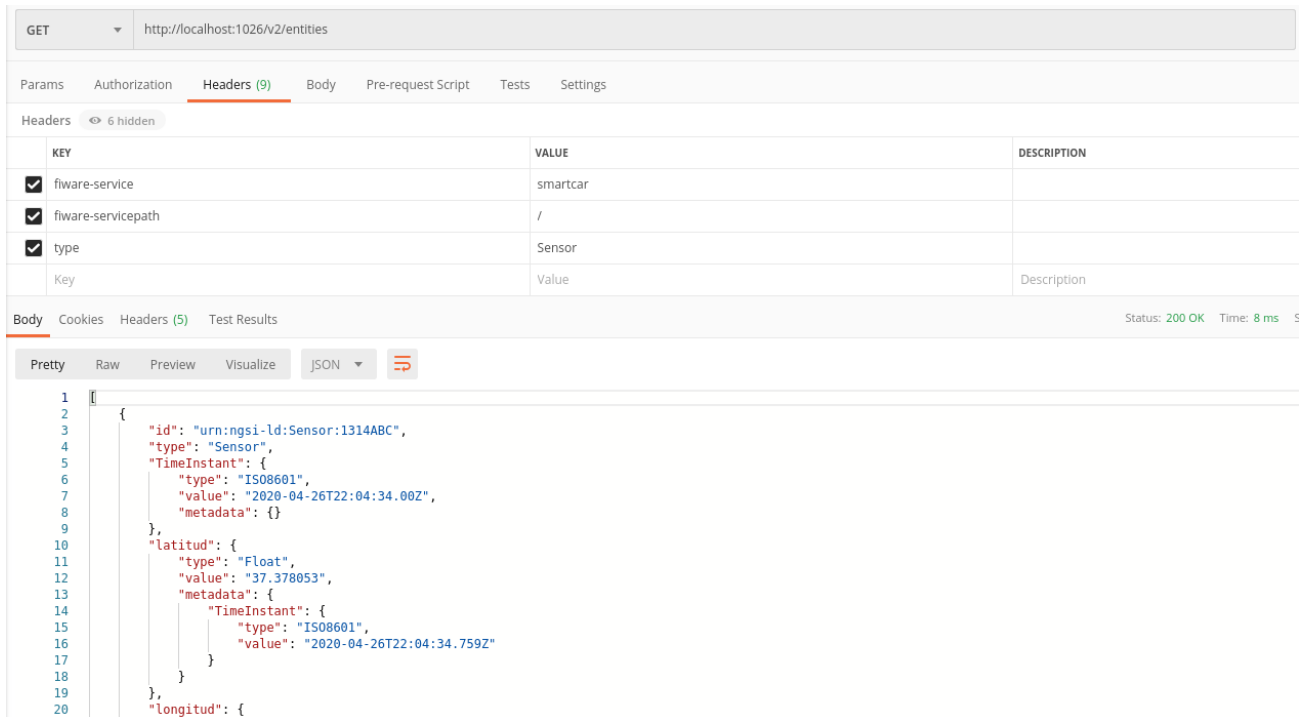 GET http://localhost:1026/v2/entities
Params Authorization Headers (9) Body Pre-request Script Tests Settings
Headers 6 hidden
KEY VALUE DESCRIPTION
fiware-service smartcar
fiware-servicepath /
type Sensor
Key Value Description
Body Cookies Headers (5) Test Results Status: 200 OK Time: 8 ms S
Pretty Raw Preview Visualize JSON
1 [
2 {
3 "id": "urn:ngsi-ld:Sensor:1314ABC",
4 "type": "Sensor",
5 "TimeInstant": {
6 "type": "ISO8601",
7 "value": "2020-04-26T22:04:34.00Z",
8 "metadata": {}
9 },
10 "latitud": {
11 "type": "Float",
12 "value": "37.378053",
13 "metadata": {
14 "TimeInstant": {
15 "type": "ISO8601",
16 "value": "2020-04-26T22:04:34.759Z"
17 }
18 }
19 },
20 "longitud": {